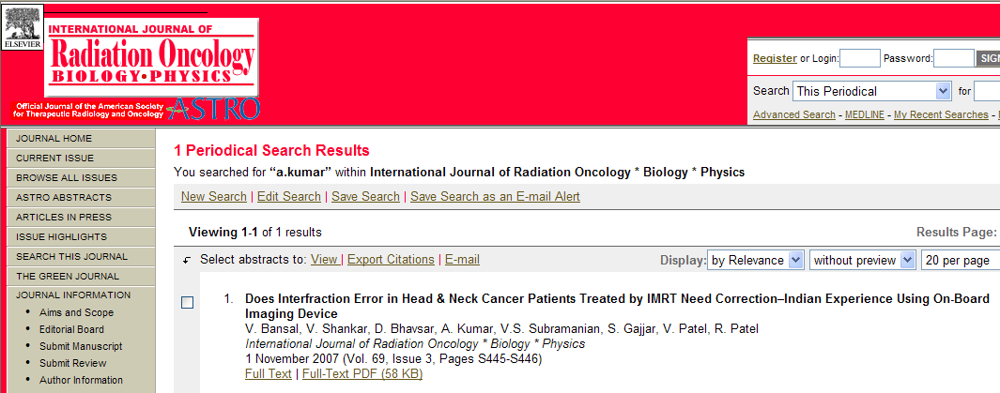 ELSEVIER
INTERNATIONAL JOURNAL OF
Radiation Oncology
BIOLOGY•PHYSICS
Official Journal of the American Society
for Therapeutic Radiology and Oncology
ASTRO
Register or Login: Password: SIGN
Search This Periodical for
Advanced Search - MEDLINE - My Recent Searches -
JOURNAL HOME
CURRENT ISSUE
BROWSE ALL ISSUES
ASTRO ABSTRACTS
ARTICLES IN PRESS
ISSUE HIGHLIGHTS
SEARCH THIS JOURNAL
THE GREEN JOURNAL
JOURNAL INFORMATION
• Aims and Scope
• Editorial Board
• Submit Manuscript
• Submit Review
• Author Information
1 Periodical Search Results
You searched for “a.kumar” within International Journal of Radiation Oncology * Biology * Physics
New Search | Edit Search | Save Search | Save Search as an E-mail Alert
Viewing 1-1 of 1 results
Results Page:
Select abstracts to: View | Export Citations | E-mail
Display: by Relevance without preview 20 per page
1. Does Interfraction Error in Head & Neck Cancer Patients Treated by IMRT Need Correction–Indian Experience Using On-Board
Imaging Device
V. Bansal, V. Shankar, D. Bhavsar, A. Kumar, V.S. Subramanian, S. Gajjar, V. Patel, R. Patel
International Journal of Radiation Oncology * Biology * Physics
1 November 2007 (Vol. 69, Issue 3, Pages S445-S446)
Full Text | Full-Text PDF (58 KB)